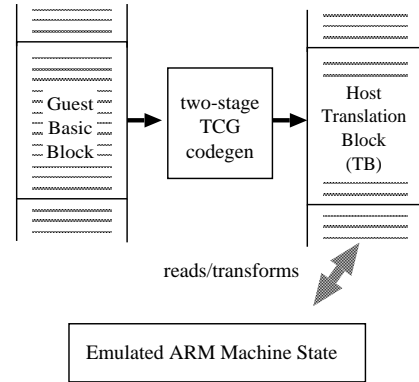 Guest
Basic
Block
two-stage
TCG
codegen
Host
Translation
Block
(TB)
reads/transforms
Emulated ARM Machine State